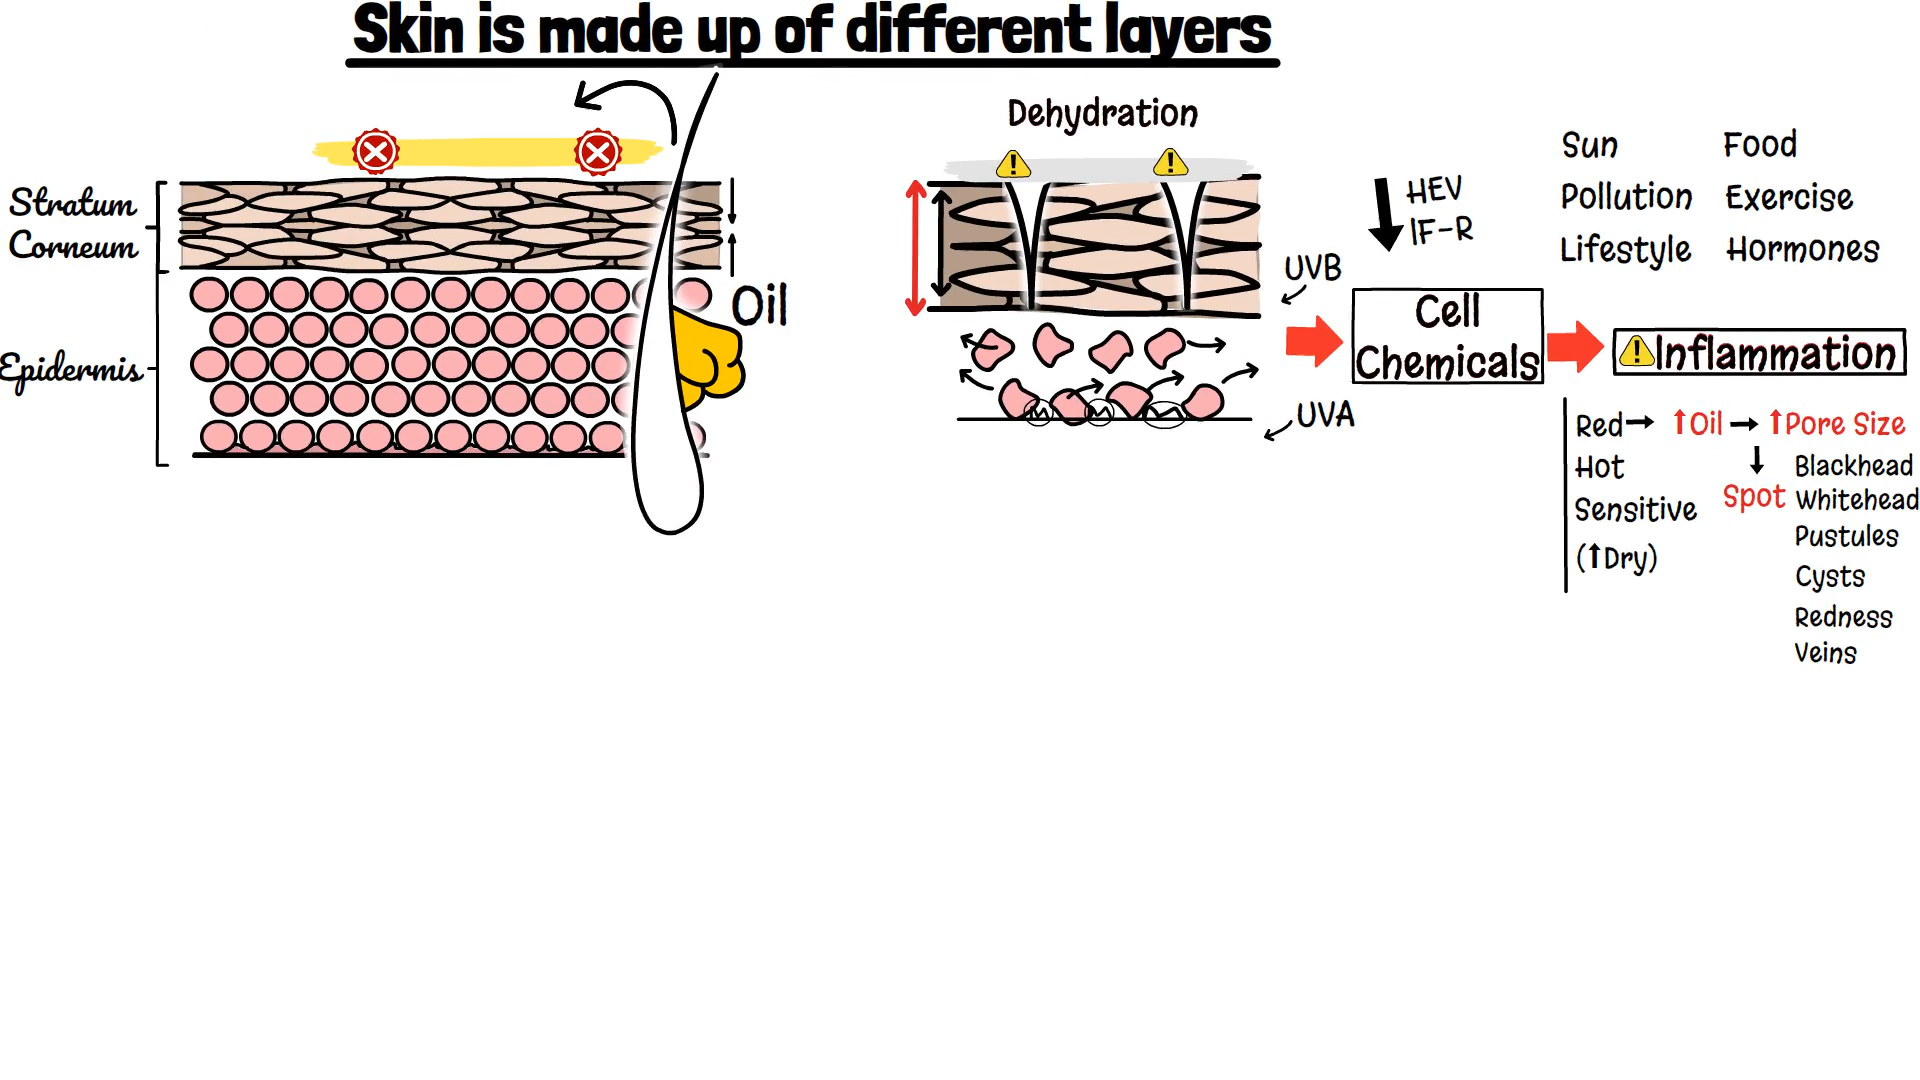 Skin is made up of different layers
Stratum
Corneum
Epidermis
Oil
Dehydration
UVB
UVA
HEV
IF-R
Cell
Chemicals
Sun Food
Pollution Exercise
Lifestyle Hormones
Inflammation
Red → ↑Oil → ↑Pore Size
Hot
Sensitive
(↑Dry)
Spot
Blackhead
Whitehead
Pustules
Cysts
Redness
Veins